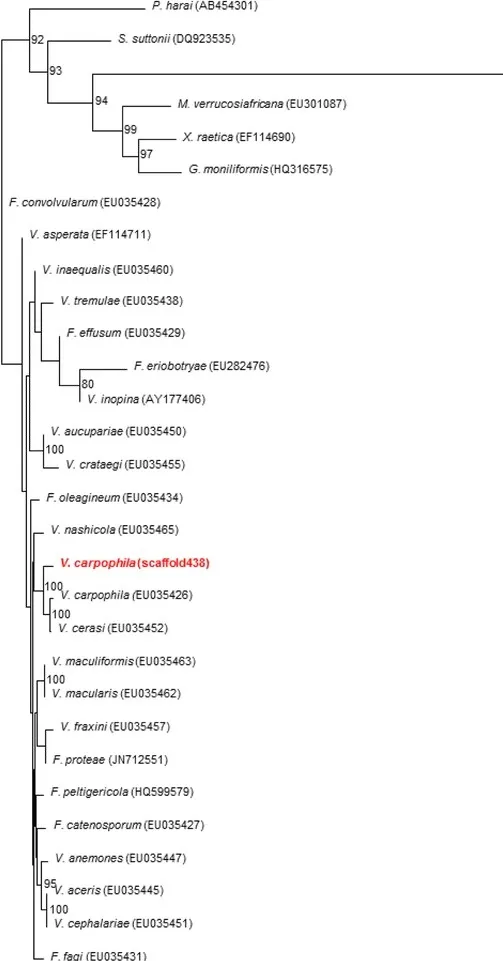 P. harai (AB454301)
92
S. suttonii (DQ923535)
93
94
M. verrucosiafricana (EU301087)
99
X. raetica (EF114690)
97
G. moniliformis (HQ316575)
F. convolvularum (EU035428)
V. asperata (EF114711)
V. inaequalis (EU035460)
V. tremulae (EU035438)
F. effusum (EU035429)
F. eriobotryae (EU282476)
80
V. inopina (AY177406)
V. aucupariae (EU035450)
100
V. crataegi (EU035455)
F. oleagineum (EU035434)
V. nashicola (EU035465)
V. carpophila (scaffold438)
100
V. carpophila (EU035426)
100
V. cerasi (EU035452)
V. maculiformis (EU035463)
100
V. macularis (EU035462)
V. fraxini (EU035457)
F. proteae (JN712551)
F. peltigericola (HQ599579)
F. catenosporum (EU035427)
V. anemones (EU035447)
95
V. aceris (EU035445)
100
V. cephalariae (EU035451)
F. fagi (EU035431)